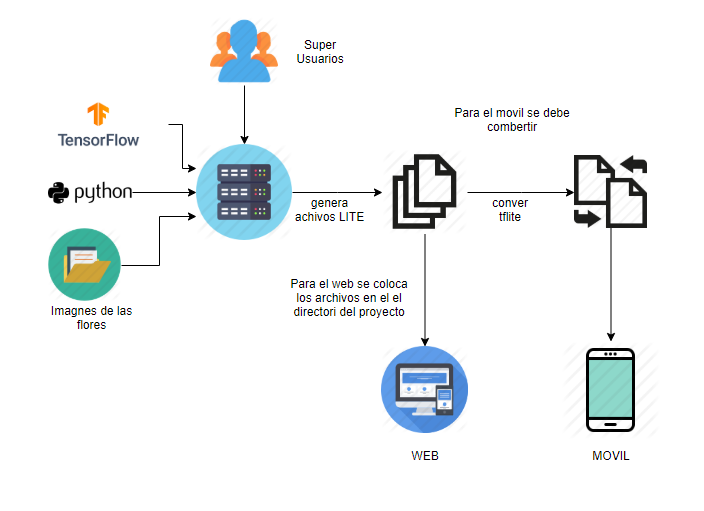 Super
Usuarios
Para el movil se debe
combertir
TensorFlow
python
genera
achivos LITE
conver
tflite
Imagnes de las
flores
Para el web se coloca
los archivos en el el
directori del proyecto
WEB
MOVIL